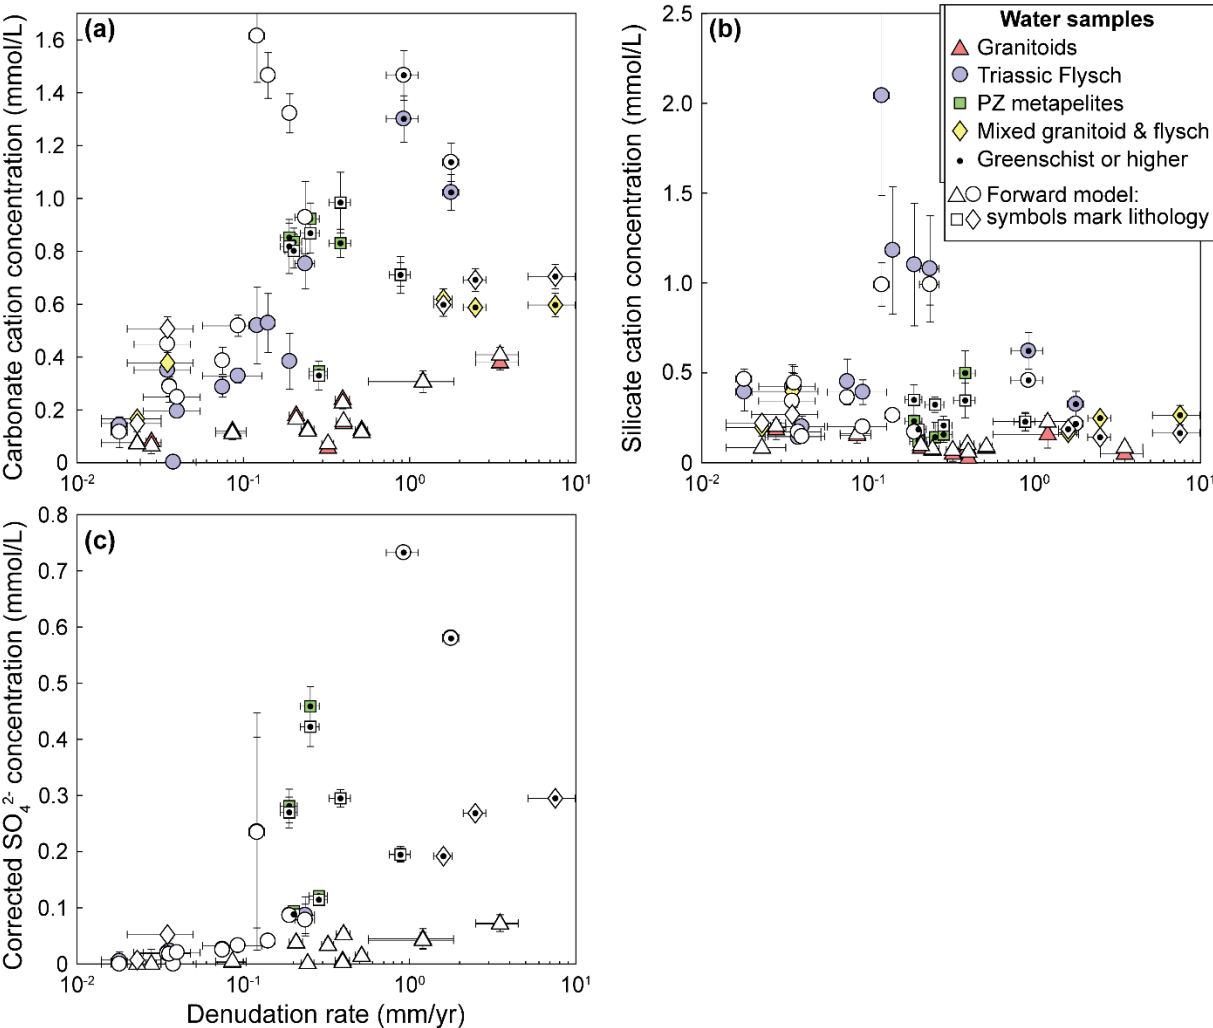 (a)
Carbonate cation concentration (mmol/L)
1.6
1.4
1.2
1.0
0.8
0.6
0.4
0.2
0
10-2
10-1
100
101
(b)
Silicate cation concentration (mmol/L)
2.5
2.0
1.5
1.0
0.5
0
10-2
10-1
100
101
Water samples
Granitoids
Triassic Flysch
PZ metapelites
Mixed granitoid & flysch
Greenschist or higher
Forward model:
symbols mark lithology
(c)
Corrected SO42- concentration (mmol/L)
0.8
0.7
0.6
0.5
0.4
0.3
0.2
0.1
0
10-2
10-1
100
101
Denudation rate (mm/yr)